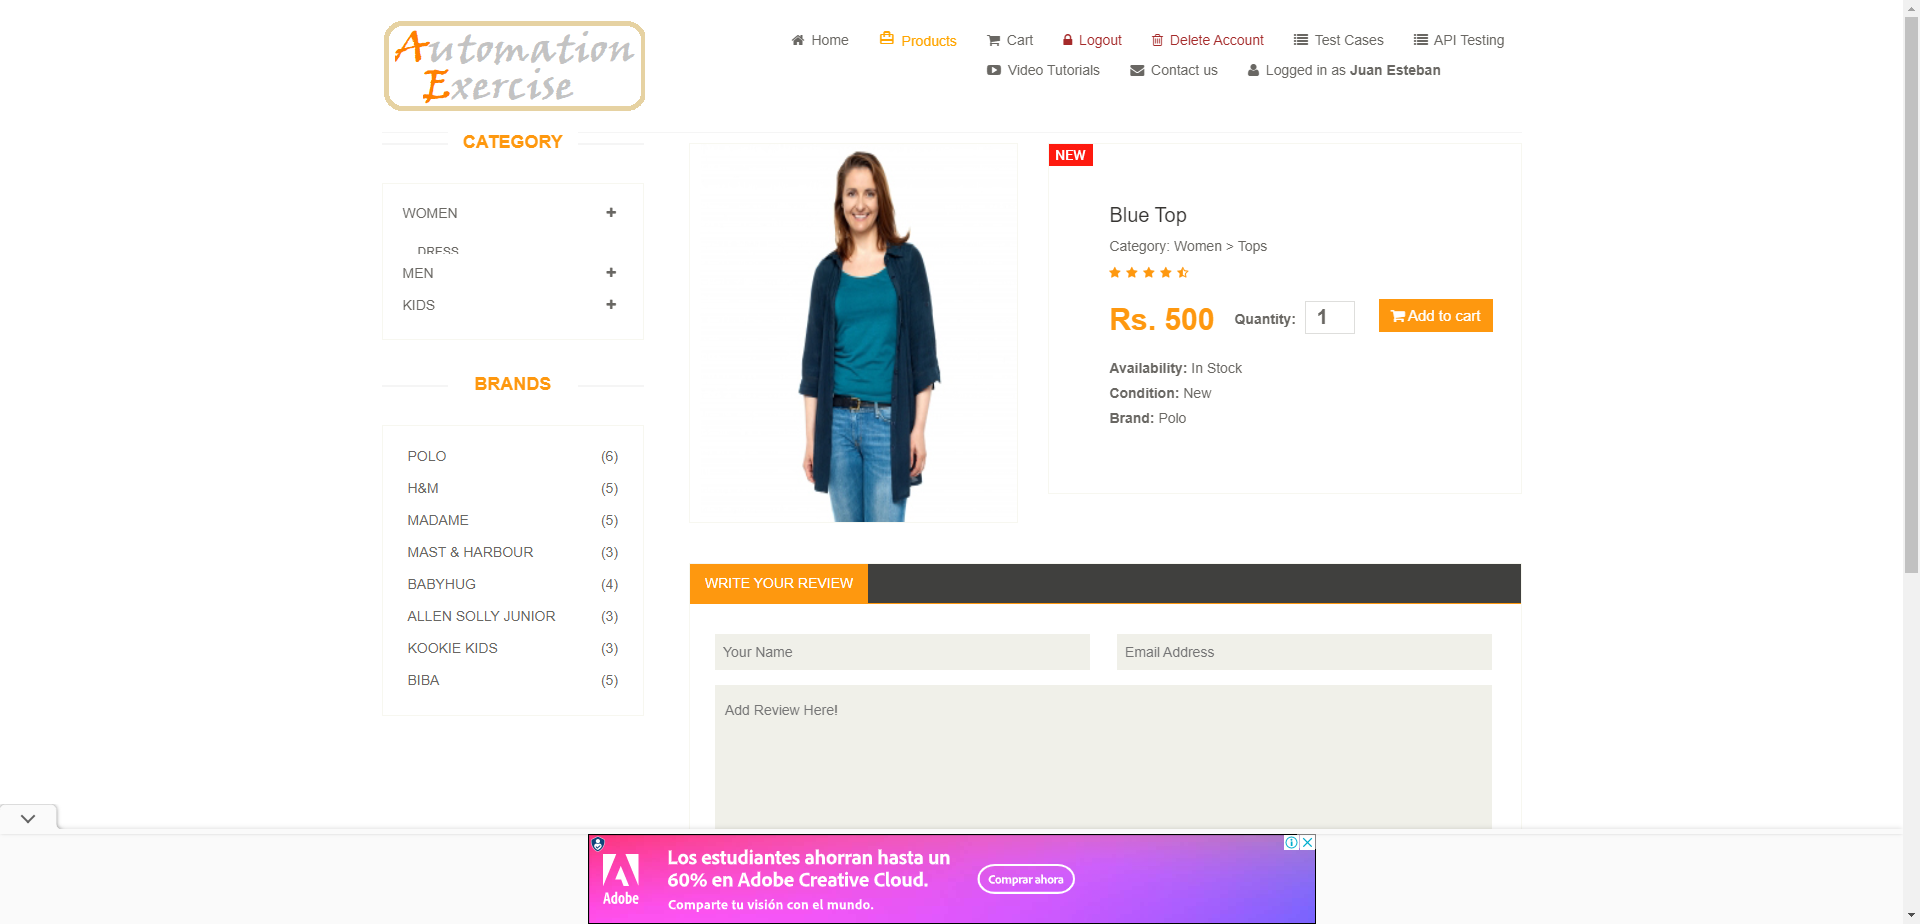 Automation
Exercise
Home
Products
Cart
Logout
Delete Account
Test Cases
API Testing
Video Tutorials
Contact us
Logged in as Juan Esteban
CATEGORY
WOMEN
DRESS
MEN
KIDS
BRANDS
POLO (6)
H&M (5)
MADAME (5)
MAST & HARBOUR (3)
BABYHUG (4)
ALLEN SOLLY JUNIOR (3)
KOOKIE KIDS (3)
BIBA (5)
NEW
Blue Top
Category: Women > Tops
Rs. 500 Quantity: 1 Add to cart
Availability: In Stock
Condition: New
Brand: Polo
WRITE YOUR REVIEW
Your Name
Email Address
Add Review Here!
Adobe
Los estudiantes ahorran hasta un
60% en Adobe Creative Cloud.
Comparte tu visión con el mundo.
Comprar ahora